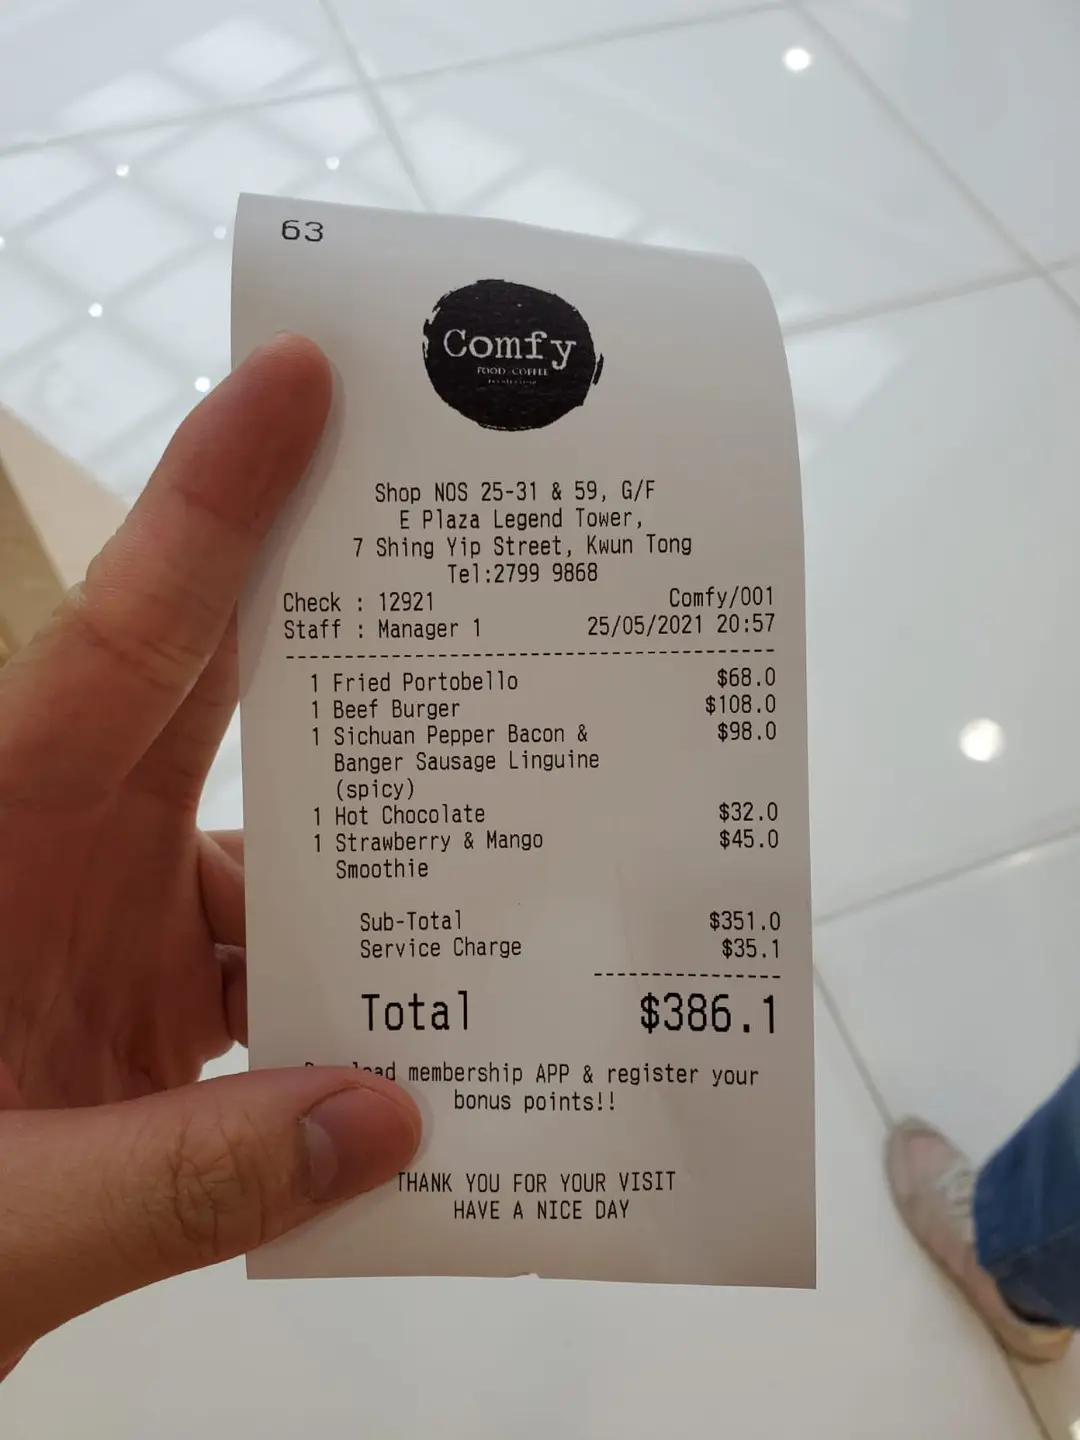 63
Comfy
FOOD·COFFEE
Shop NOS 25-31 & 59, G/F
E Plaza Legend Tower,
7 Shing Yip Street, Kwun Tong
Tel:2799 9868
Check : 12921 Comfy/001
Staff : Manager 1 25/05/2021 20:57
1 Fried Portobello $68.0
1 Beef Burger $108.0
1 Sichuan Pepper Bacon & $98.0
Banger Sausage Linguine
(spicy)
1 Hot Chocolate $32.0
1 Strawberry & Mango $45.0
Smoothie
Sub-Total $351.0
Service Charge $35.1
Total $386.1
membership APP & register your
bonus points!!
THANK YOU FOR YOUR VISIT
HAVE A NICE DAY